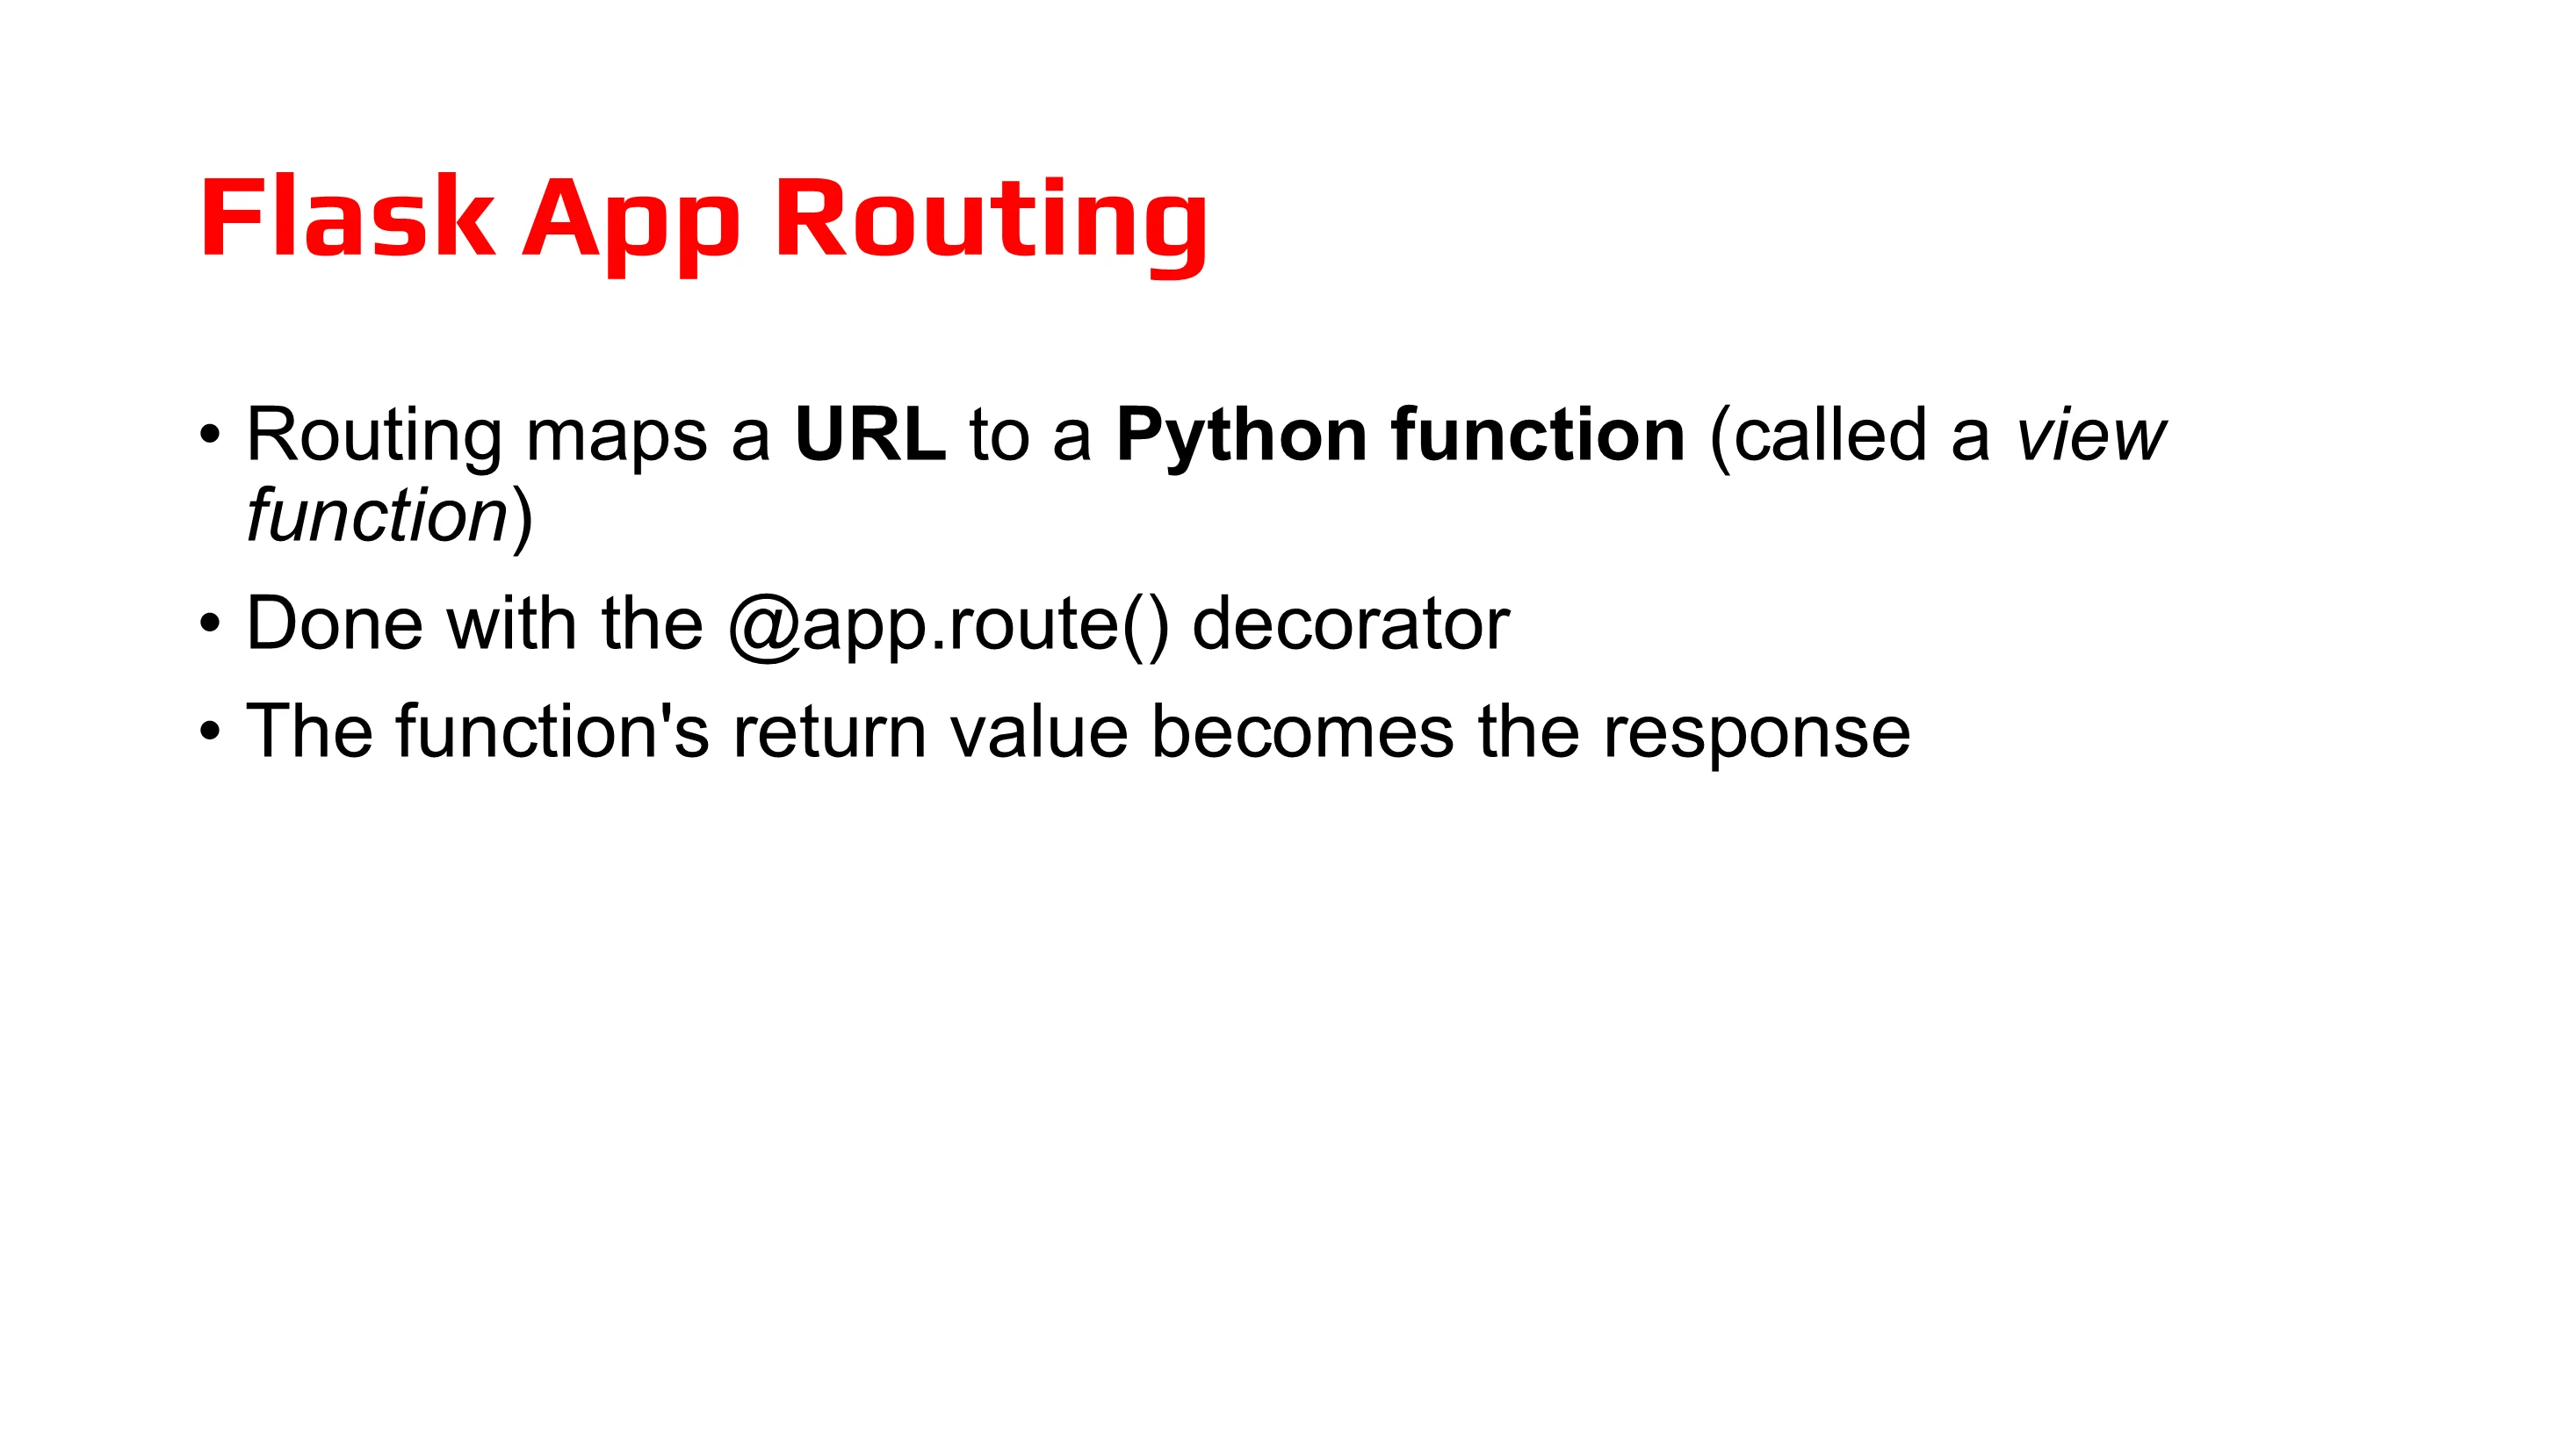 Flask App Routing
• Routing maps a URL to a Python function (called a view
function)
• Done with the @app.route() decorator
• The function's return value becomes the response